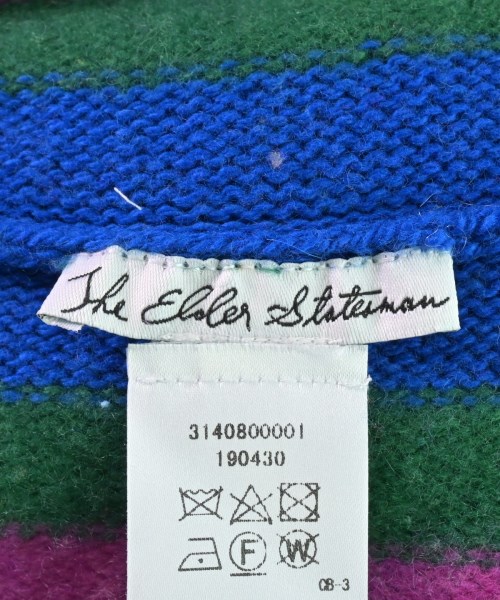 The Elder Statesman
3140800001
190430
F W
CB-3